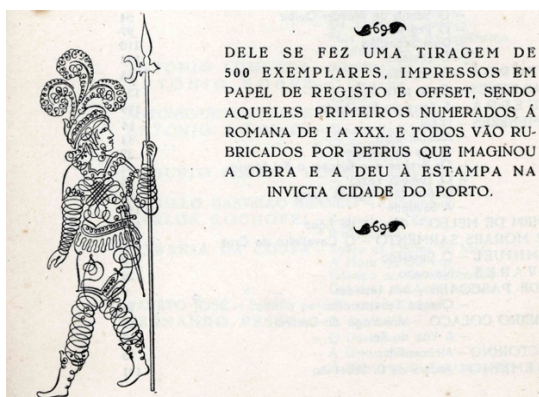 DELE SE FEZ UMA TIRAGEM DE
500 EXEMPLARES, IMPRESSOS EM
PAPEL DE REGISTO E OFFSET, SENDO
AQUELES PRIMEIROS NUMERADOS Á
ROMANA DE I A XXX. E TODOS VÃO RU-
BRICADOS POR PETRUS QUE IMAGINOU
A OBRA E A DEU À ESTAMPA NA
INVICTA CIDADE DO PORTO.